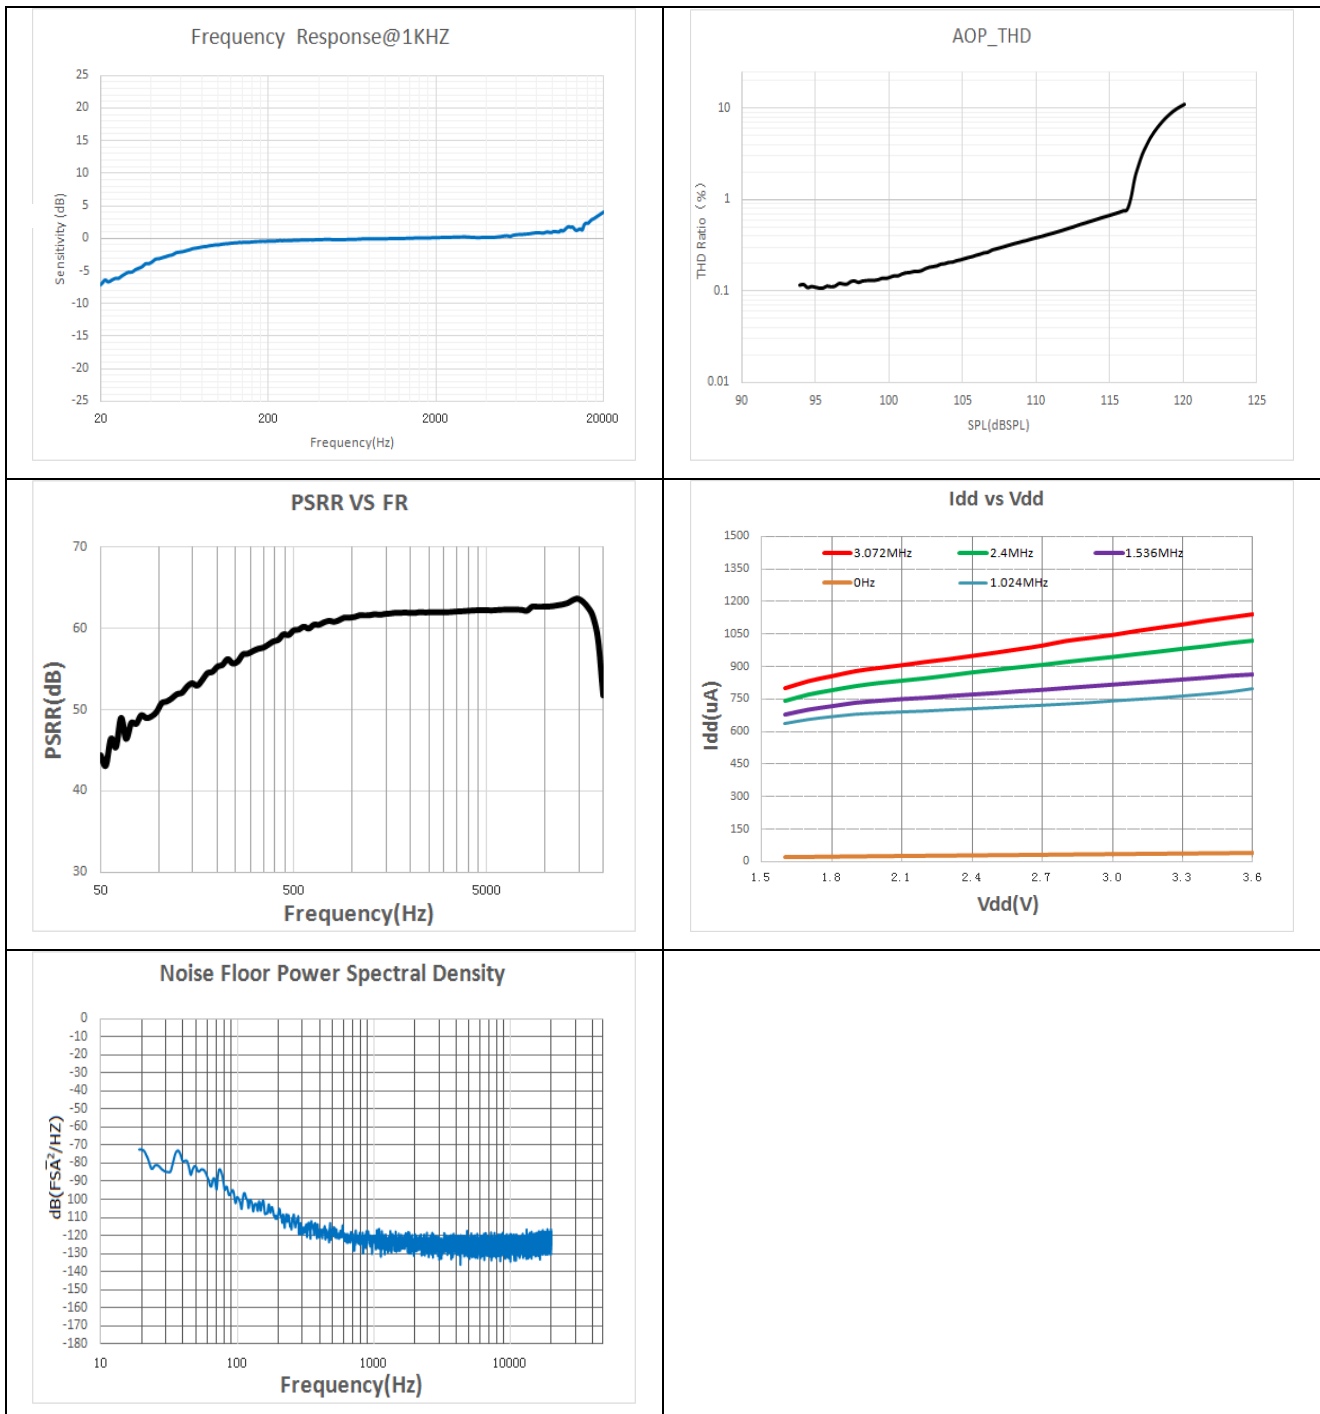 Frequency Response@1KHZ
25
20
15
10
5
0
-5
-10
-15
-20
-25
Sensitivity (dB)
20 200 2000 20000
Frequency(Hz)
AOP_THD
10
1
0.1
0.01
THD Ratio（%）
90 95 100 105 110 115 120 125
SPL(dBSPL)
PSRR VS FR
70
60
50
40
30
PSRR(dB)
50 500 5000
Frequency(Hz)
Idd vs Vdd
3.072MHz 2.4MHz 1.536MHz
0Hz 1.024MHz
1500
1350
1200
1050
900
750
600
450
300
150
0
Idd(uA)
1.5 1.8 2.1 2.4 2.7 3.0 3.3 3.6
Vdd(V)
Noise Floor Power Spectral Density
0
-10
-20
-30
-40
-50
-60
-70
-80
-90
-100
-110
-120
-130
-140
-150
-160
-170
-180
dB(FSA²/HZ)
10 100 1000 10000
Frequency(Hz)